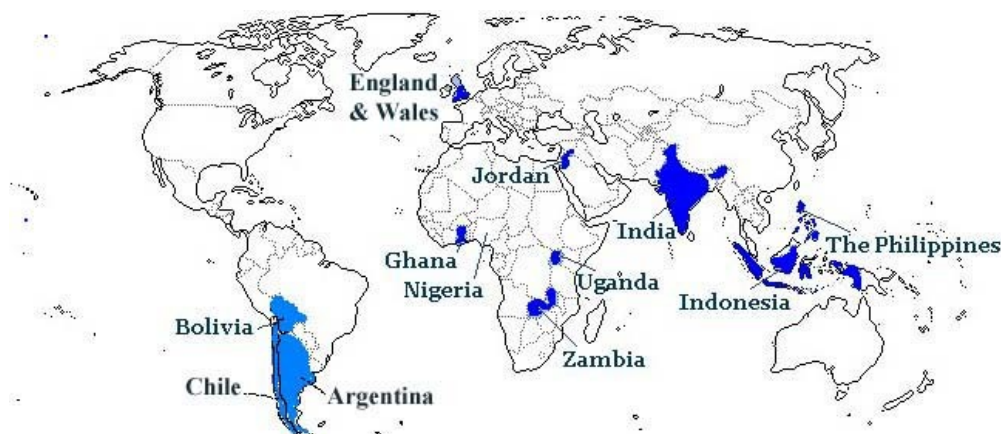 England
& Wales
Jordan
India
The Philippines
Ghana
Nigeria
Uganda
Indonesia
Bolivia
Zambia
Chile
Argentina